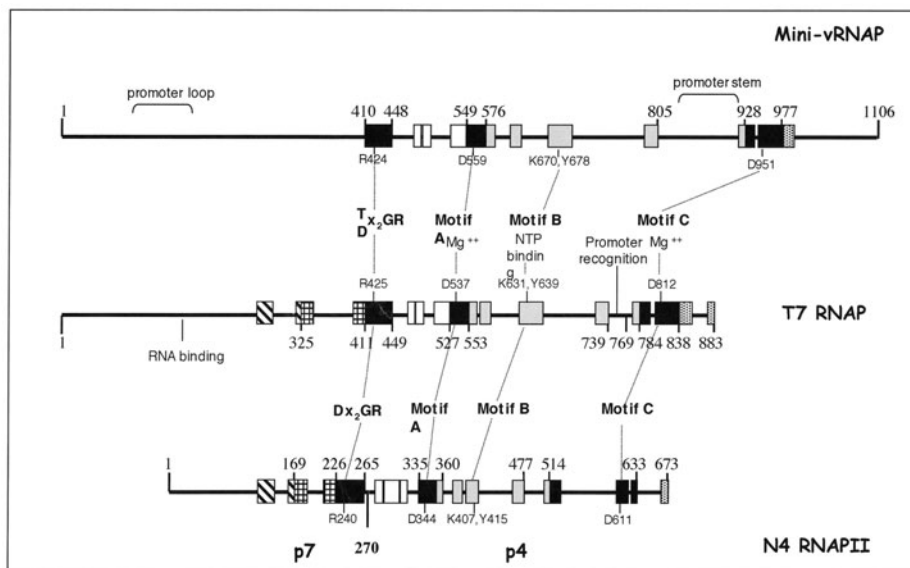 Mini-vRNAP
promoter loop
promoter stem
1 410 448 549 576 805 928 977 1106
R424 D559 K670,Y678 D951
T
D x₂GR
Motif A Mg ++
Motif B
NTP
bindin
g
Promoter
recognition
Motif C
Mg ++
R425 D537 K631,Y639 D812
T7 RNAP
1 325 411 449 527 553 739 769 784 838 883
RNA binding
Dx₂GR
Motif
A
Motif B
Motif C
1 169 226 265 335 360 477 514 633 673
R240 D344 K407,Y415 D611
p7 270 p4
N4 RNAPII